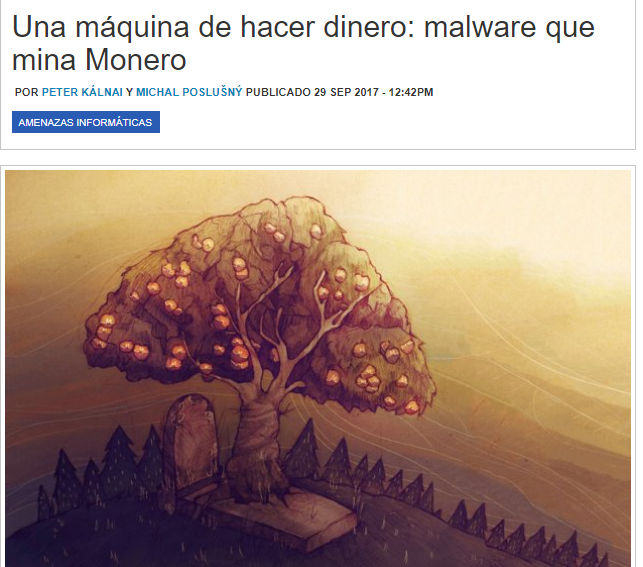 Una máquina de hacer dinero: malware que
mina Monero
POR PETER KÁLNAI Y MICHAL POSLUŠNÝ PUBLICADO 29 SEP 2017 - 12:42PM
AMENAZAS INFORMÁTICAS